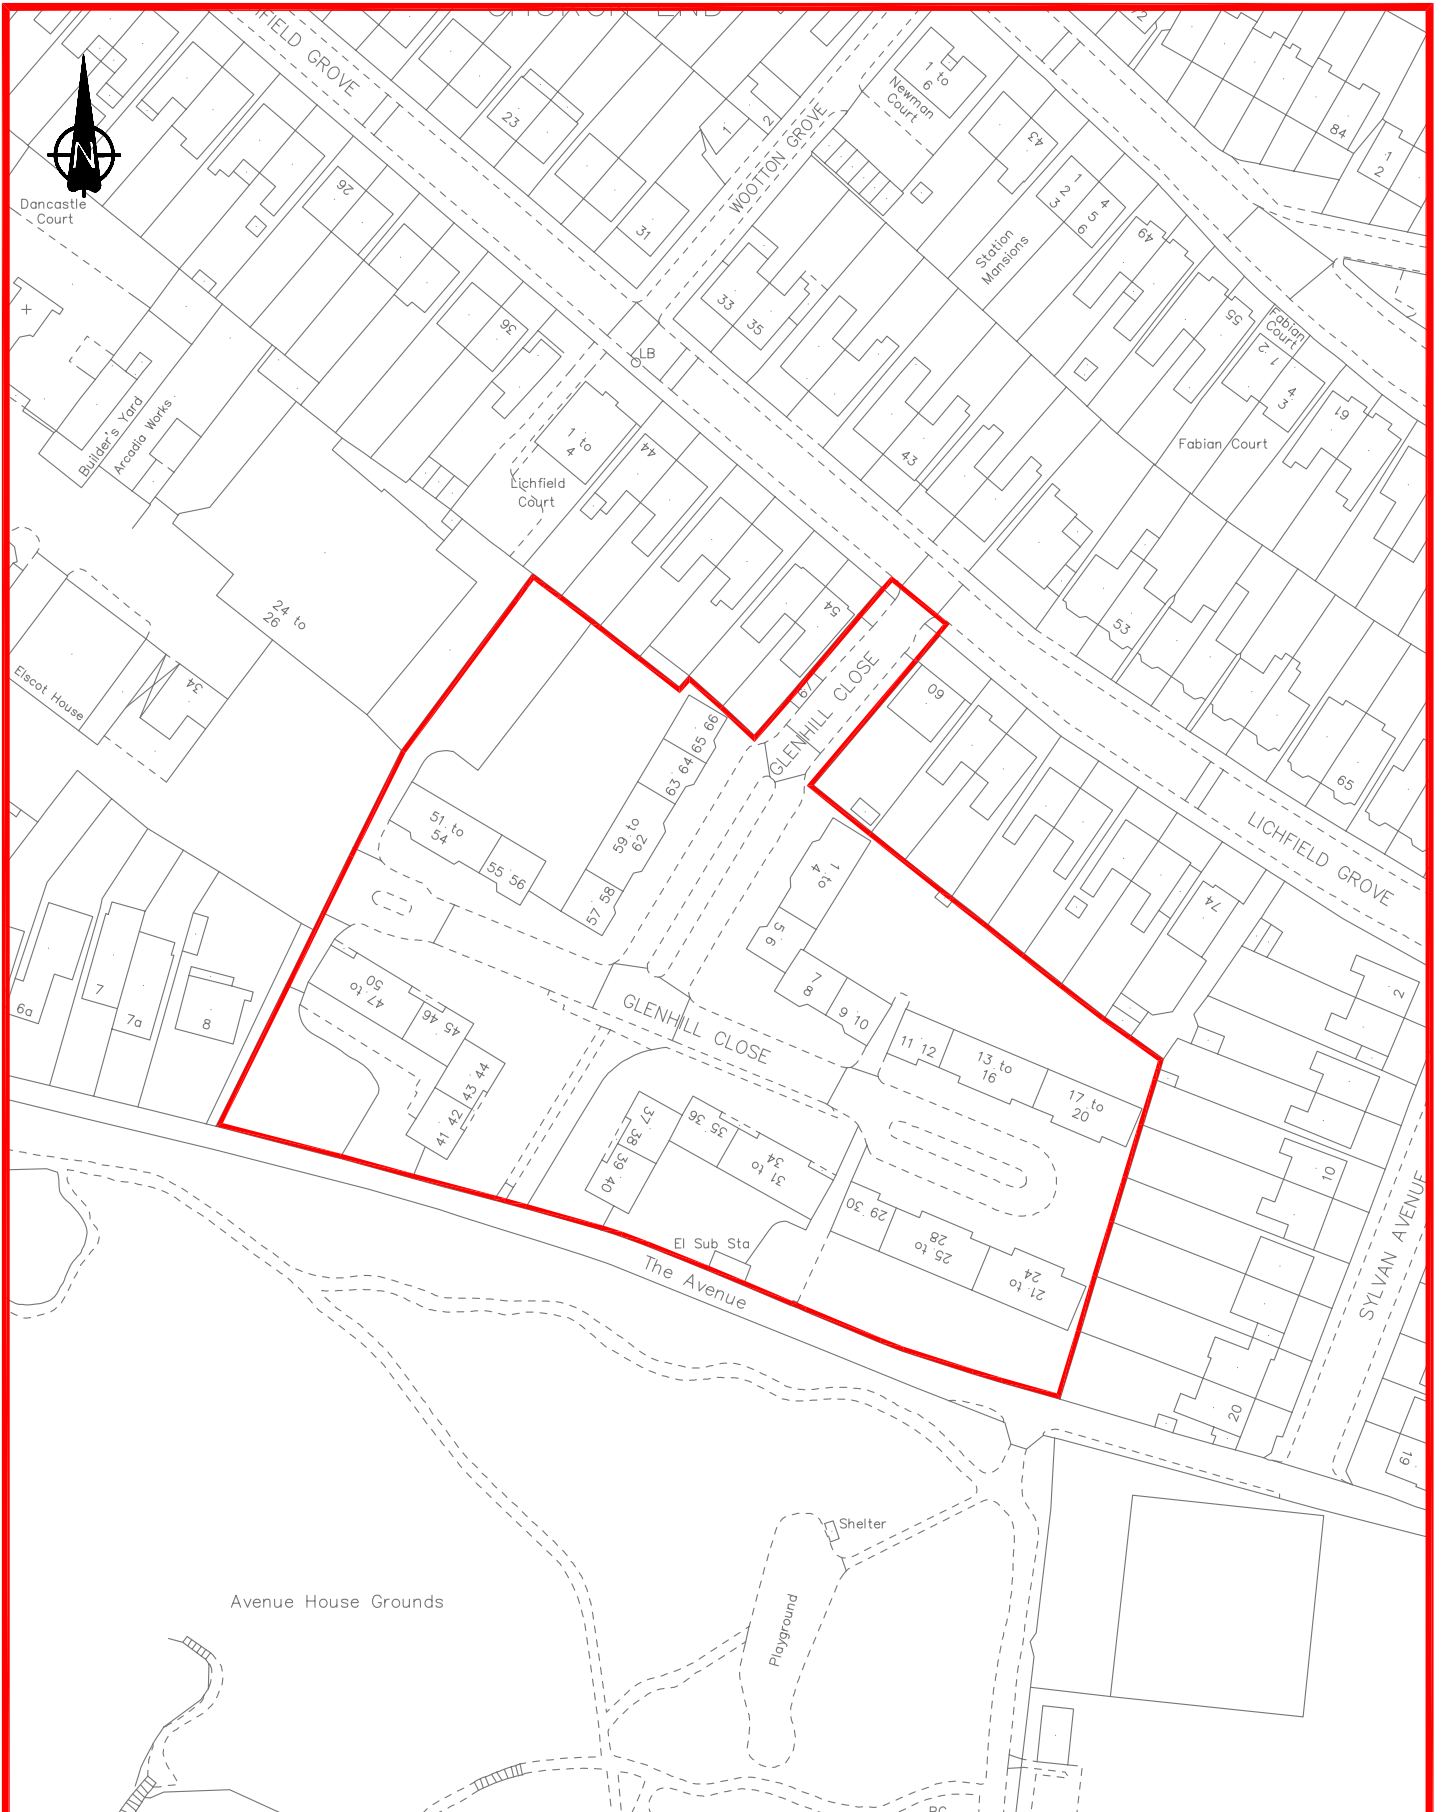 CHURCH END
LICHFIELD GROVE
N
Dancastle
Court
23
26
31
1
2
WOOTTON GROVE
1 to
6
Newman
Court
43
1
2
3
4
5
6
Station
Mansions
49
55
Fabian
Court
1
2
4
3
61
Fabian Court
84
1
2
72
36
33
35
LB
1 to
4
Lichfield
Court
44
43
Builder's Yard
Arcadia Works
24 to
26
Elscot House
34
54
67
GLENHILL CLOSE
60
53
65
LICHFIELD GROVE
74
65 66
63 64
59 to
62
57 58
51 to
54
55 56
1 to
4
5
6
7
8
9 10
11 12
13 to
16
17 to
20
GLENHILL CLOSE
47 to
50
45 46
43 44
41 42
37 38
39 40
35 36
31 to
34
29 30
25 to
28
21 to
24
El Sub Sta
The Avenue
6a
7
7a
8
2
10
20
19
SYLVAN AVENUE
Shelter
Playground
Avenue House Grounds